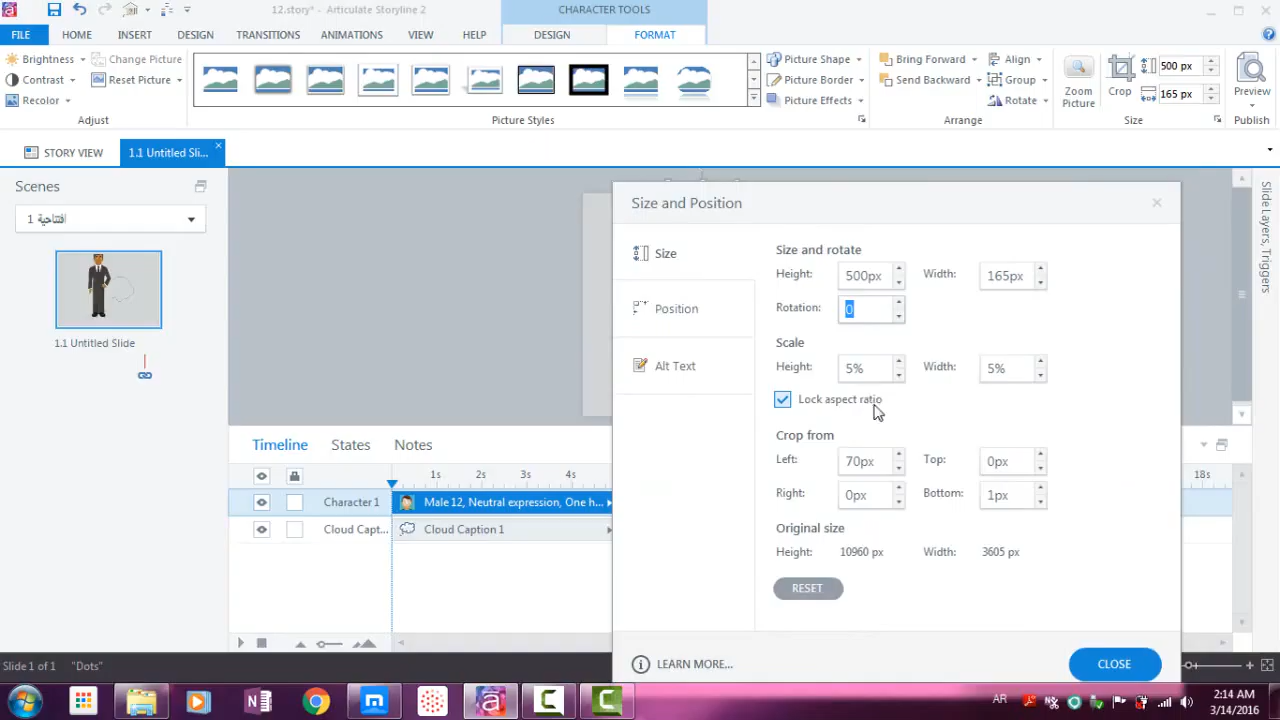 12.story* - Articulate Storyline 2
CHARACTER TOOLS
FILE HOME INSERT DESIGN TRANSITIONS ANIMATIONS VIEW HELP DESIGN FORMAT
Brightness Change Picture
Contrast Reset Picture
Recolor
Adjust
Picture Styles
Picture Shape
Picture Border
Picture Effects
Bring Forward
Send Backward
Align
Group
Rotate
Arrange
Zoom Picture
Crop
500 px
165 px
Size
Preview
Publish
STORY VIEW
1.1 Untitled Sli...
Scenes
1 افتتاحية
1.1 Untitled Slide
Slide Layers, Triggers
Size and Position
Size
Position
Alt Text
Size and rotate
Height: 500px Width: 165px
Rotation: 0
Scale
Height: 5% Width: 5%
Lock aspect ratio
Crop from
Left: 70px Top: 0px
Right: 0px Bottom: 1px
Original size
Height: 10960 px Width: 3605 px
RESET
LEARN MORE...
CLOSE
Timeline States Notes
1s 2s 3s 4s 18s
Character 1 Male 12, Neutral expression, One h...
Cloud Capt... Cloud Caption 1
Slide 1 of 1 "Dots"
AR
2:14 AM
3/14/2016